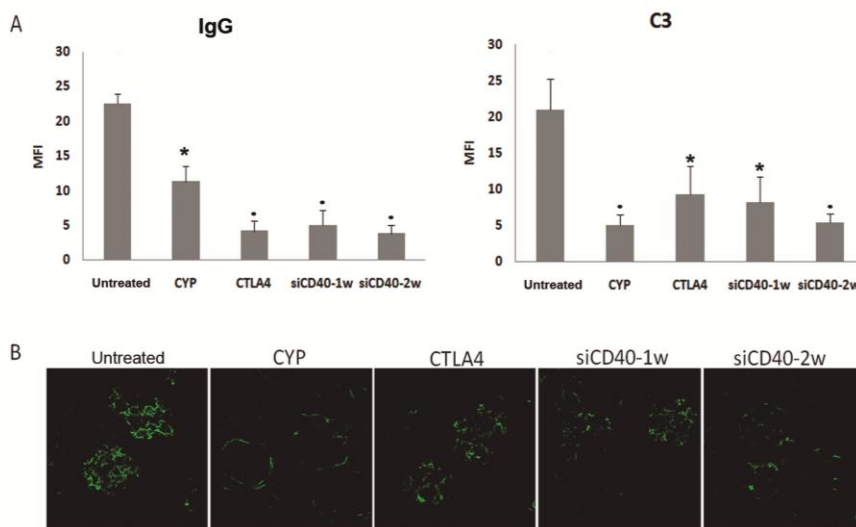 A
IgG
30
25
20
15
10
5
0
MFI
*
•
•
•
Untreated CYP CTLA4 siCD40-1w siCD40-2w
C3
30
25
20
15
10
5
0
MFI
•
*
*
•
Untreated CYP CTLA4 siCD40-1w siCD40-2w
B
Untreated CYP CTLA4 siCD40-1w siCD40-2w